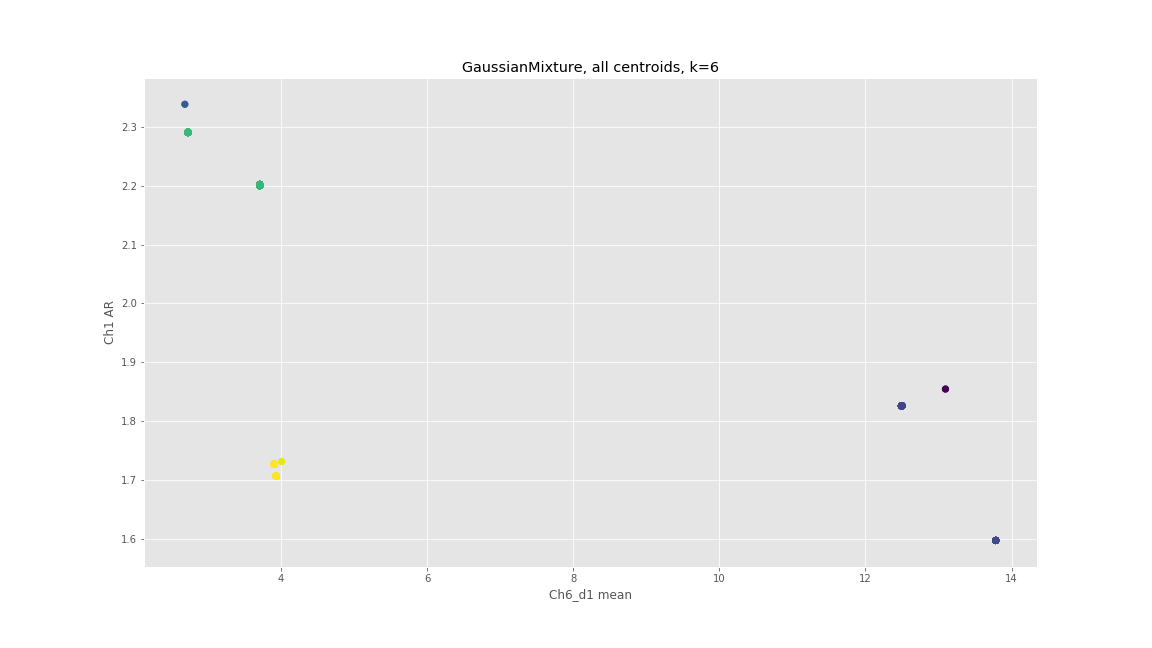 GaussianMixture, all centroids, k=6
2.3
2.2
2.1
2.0
1.9
1.8
1.7
1.6
Ch1 AR
4 6 8 10 12 14
Ch6_d1 mean